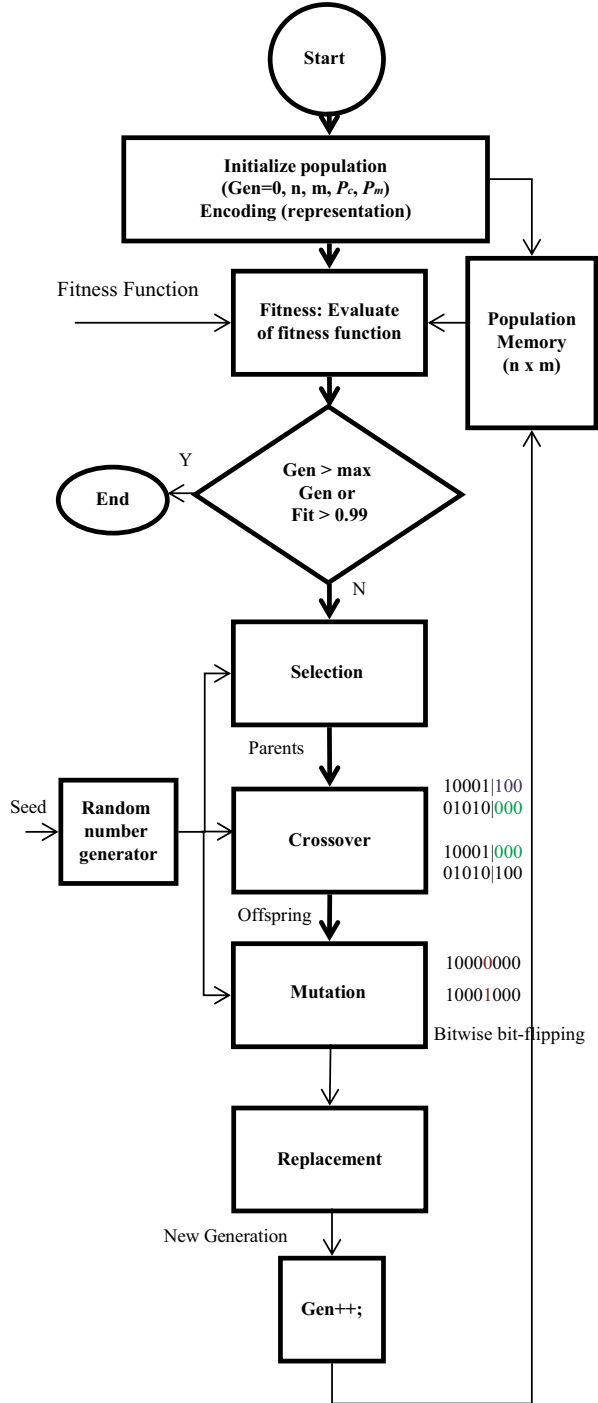 Start
Initialize population
(Gen=0, n, m, Pc, Pm)
Encoding (representation)
Fitness Function
Fitness: Evaluate
of fitness function
Population
Memory
(n x m)
Y
Gen > max
Gen or
Fit > 0.99
End
N
Selection
Parents
Seed
Random
number
generator
Crossover
10001|100
01010|000
10001|000
01010|100
Offspring
Mutation
10000000
10001000
Bitwise bit-flipping
Replacement
New Generation
Gen++;